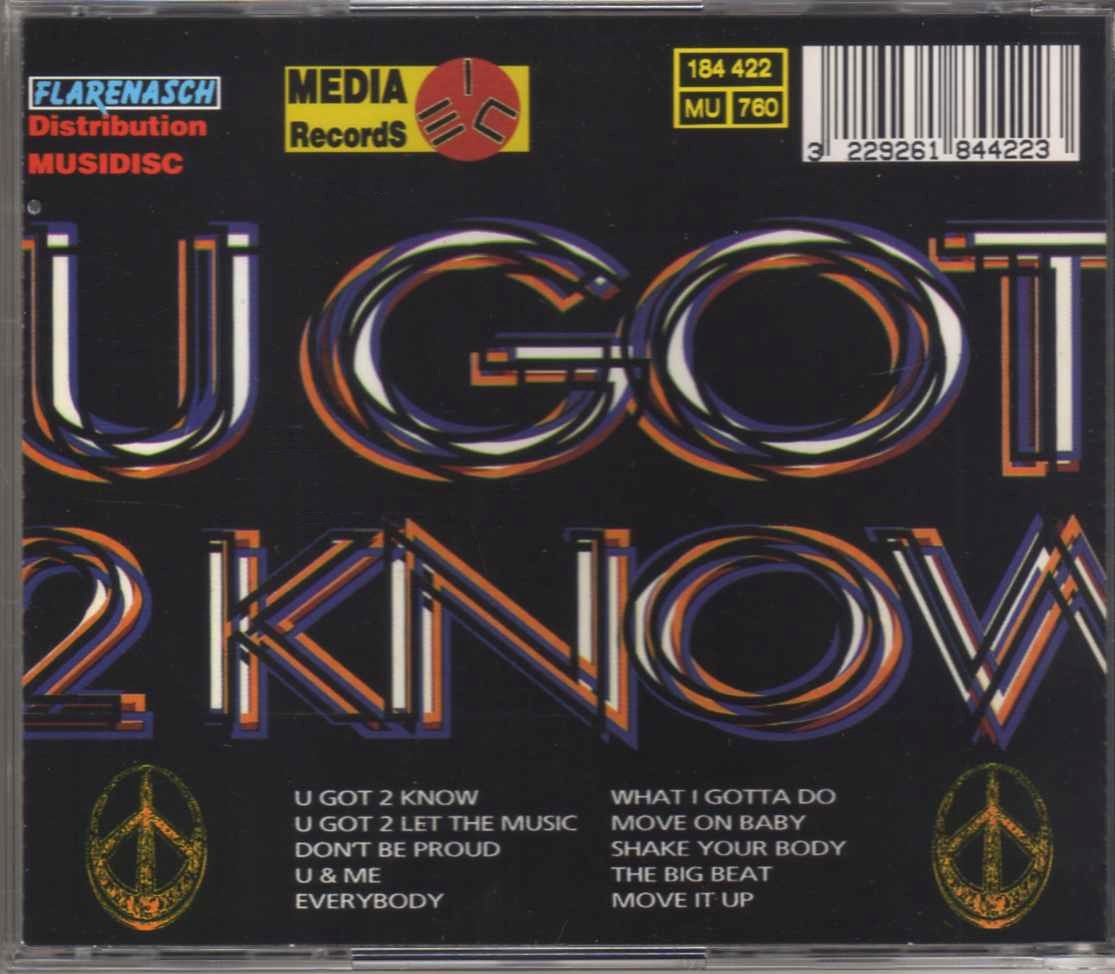 FLARENASCH
Distribution
MUSIDISC
MEDIA
RecordS
184 422
MU 760
3 229261 844223
U GOT
2 KNOW
U GOT 2 KNOW
U GOT 2 LET THE MUSIC
DON'T BE PROUD
U & ME
EVERYBODY
WHAT I GOTTA DO
MOVE ON BABY
SHAKE YOUR BODY
THE BIG BEAT
MOVE IT UP